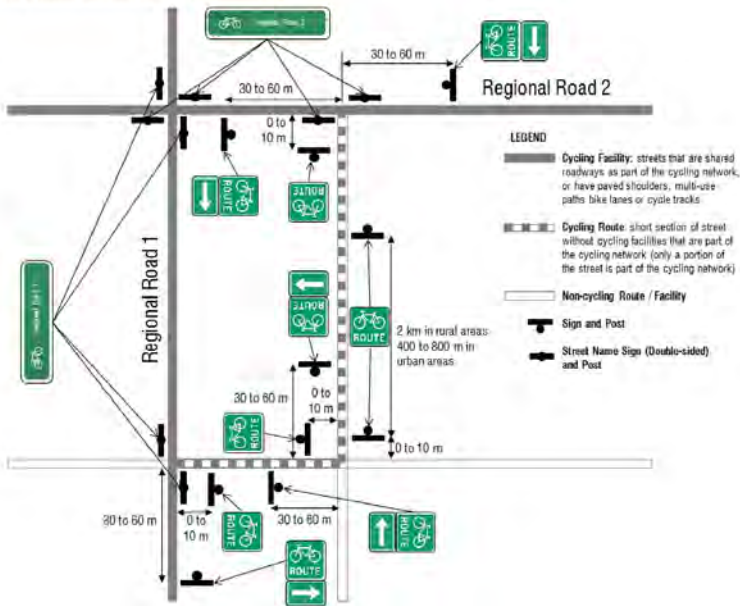 30 to 60 m
ROUTE
Regional Road 2
30 to 60 m
0 to
10 m
ROUTE
ROUTE
LEGEND
Cycling Facility: streets that are shared
roadways as part of the cycling network,
or have paved shoulders, multi-use
paths bike lanes or cycle tracks
Cycling Route: short section of street
without cycling facilities that are part of
the cycling network (only a portion of
the street is part of the cycling network)
Non-cycling Route / Facility
Sign and Post
Street Name Sign (Double-sided)
and Post
Regional Road 1
ROUTE
ROUTE
2 km in rural areas
400 to 800 m in
urban areas
30 to 60 m
0 to
10 m
ROUTE
0 to 10 m
30 to 60 m
0 to
10 m
ROUTE
30 to 60 m
ROUTE
ROUTE